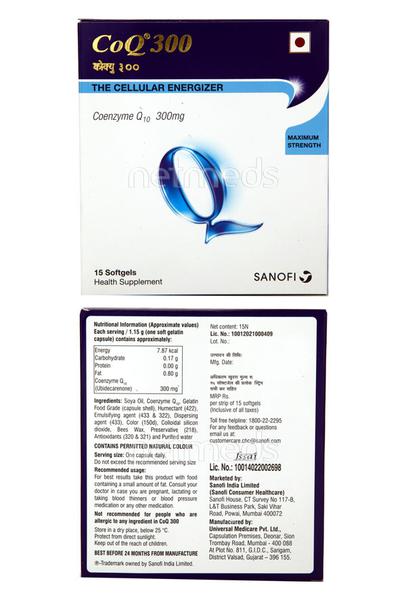 CoQ® 300
कोक्यु ३००
THE CELLULAR ENERGIZER
Coenzyme Q10 300mg
MAXIMUM
STRENGTH
netmeds
15 Softgels
Health Supplement
SANOFI
Nutritional Information (Approximate values)
Each serving / 1.15 g (one soft gelatin
capsule) contains approximately:
Energy 7.87 kcal
Carbohydrate 0.17 g
Protein 0.00 g
Fat 0.80 g
Coenzyme Q10
(Ubidecarenone) 300 mg
Ingredients: Soya Oil, Coenzyme Q10, Gelatin
Food Grade (capsule shell), Humectant (422),
Emulsifying agent (433 & 322), Dispersing
agent (433), Color (150d), Colloidal silicon
dioxide, Bees Wax, Preservative (218),
Antioxidants (320 & 321) and Purified water
CONTAINS PERMITTED NATURAL COLOUR
Serving size: One capsule daily.
Do not exceed the recommended serving size
Recommended usage:
For best results take this product with food
containing a small amount of fat. Consult your
doctor in case you are pregnant, lactating or
taking blood thinners or blood pressure
medication or any other medication.
Not recommended for people who are
allergic to any ingredient in CoQ 300
Store in a dry place, below 25 °C.
Protect from direct sunlight.
Keep out of the reach of children.
BEST BEFORE 24 MONTHS FROM MANUFACTURE
®-Trademark owned by Sanofi India Limited.
Net contents: 15N
Lic. No.: 10012021000409
Lot. No.:
उत्पादन की तिथि:
Mfg. Date:
MRP Rs.
per strip of 15 softgels
(Inclusive of all taxes)
Toll free helpline: 1800-22-2295
For any feedback or questions
email us at
customercare.chc@sanofi.com
fssai
Lic. No.: 10014022002698
Marketed by:
Sanofi India Limited
(Sanofi Consumer Healthcare)
Sanofi House, CT Survey No 117-B,
L&T Business Park, Saki Vihar
Road, Powai, Mumbai 400072
Manufacured by:
Universal Medicare Pvt. Ltd.,
Capsulation Premises, Deonar, Sion
Trombay Road, Mumbai - 400 088
At Plot No. 811, G.I.D.C., Sarigam,
District Valsad, Gujarat – 396 155.
netmeds